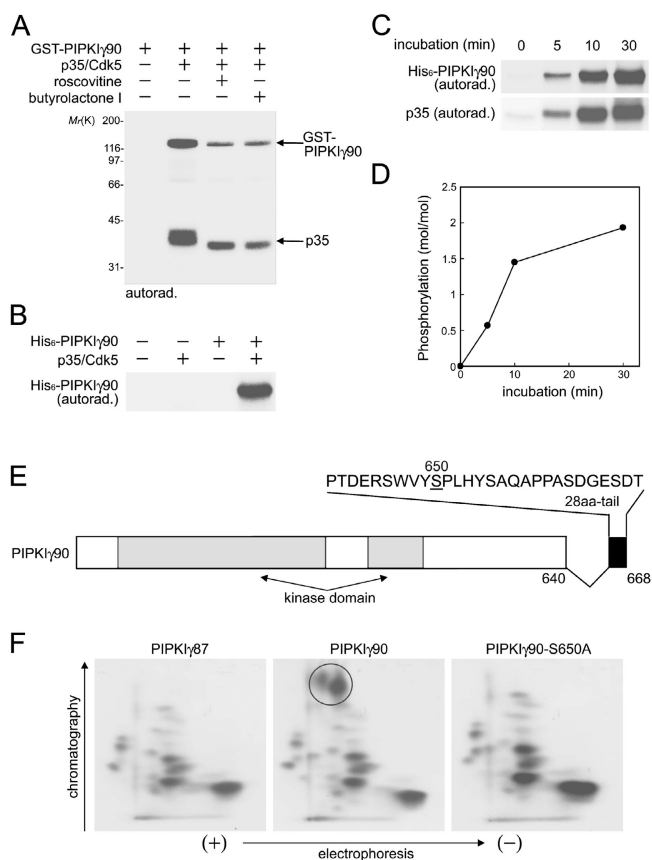 A
GST-PIPKIγ90 + + + +
p35/Cdk5 − + + +
roscovitine − − + −
butyrolactone I − − − +
Mr(K)
200-
116-
97-
66-
45-
31-
GST-
PIPKIγ90
p35
autorad.
B
His6-PIPKIγ90 − − + +
p35/Cdk5 − + − +
His6-PIPKIγ90
(autorad.)
C
incubation (min) 0 5 10 30
His6-PIPKIγ90
(autorad.)
p35 (autorad.)
D
Phosphorylation (mol/mol)
2.5
2
1.5
1
0.5
0
0 10 20 30
incubation (min)
E
650
PTDERSWVYSPLHYSAQAPPASDGESDT
28aa-tail
PIPKIγ90
640
668
kinase domain
F
PIPKIγ87 PIPKIγ90 PIPKIγ90-S650A
chromatography
(+) (−)
electrophoresis